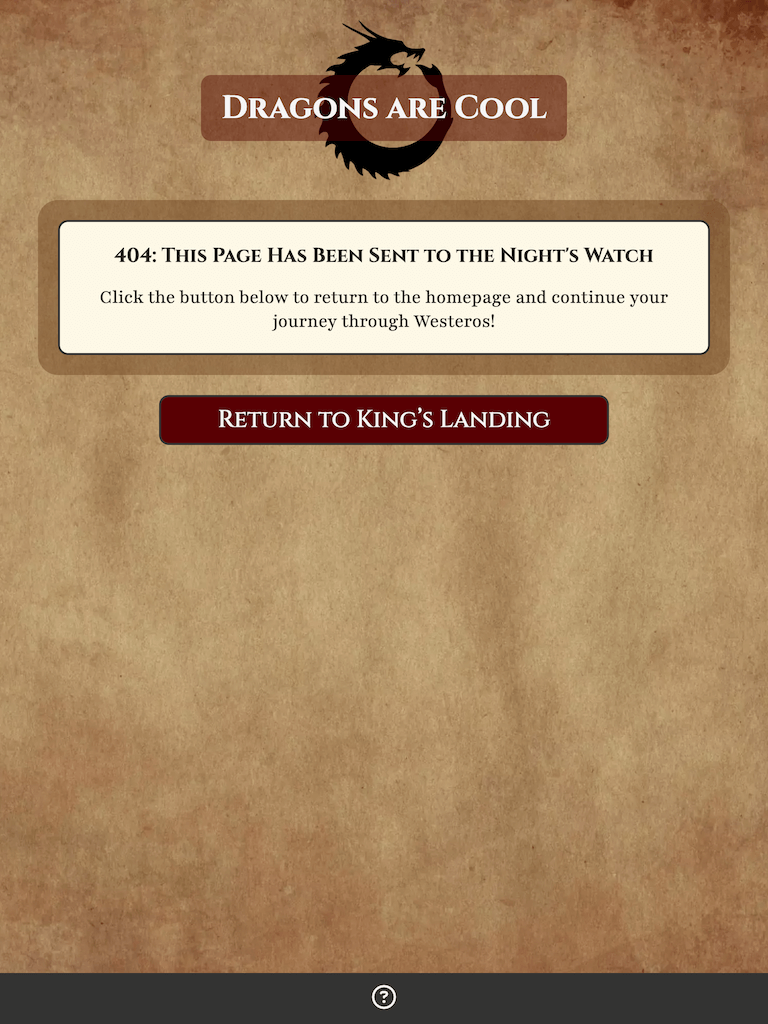 Dragons are Cool
404: This Page Has Been Sent to the Night's Watch
Click the button below to return to the homepage and continue your
journey through Westeros!
Return to King’s Landing
?